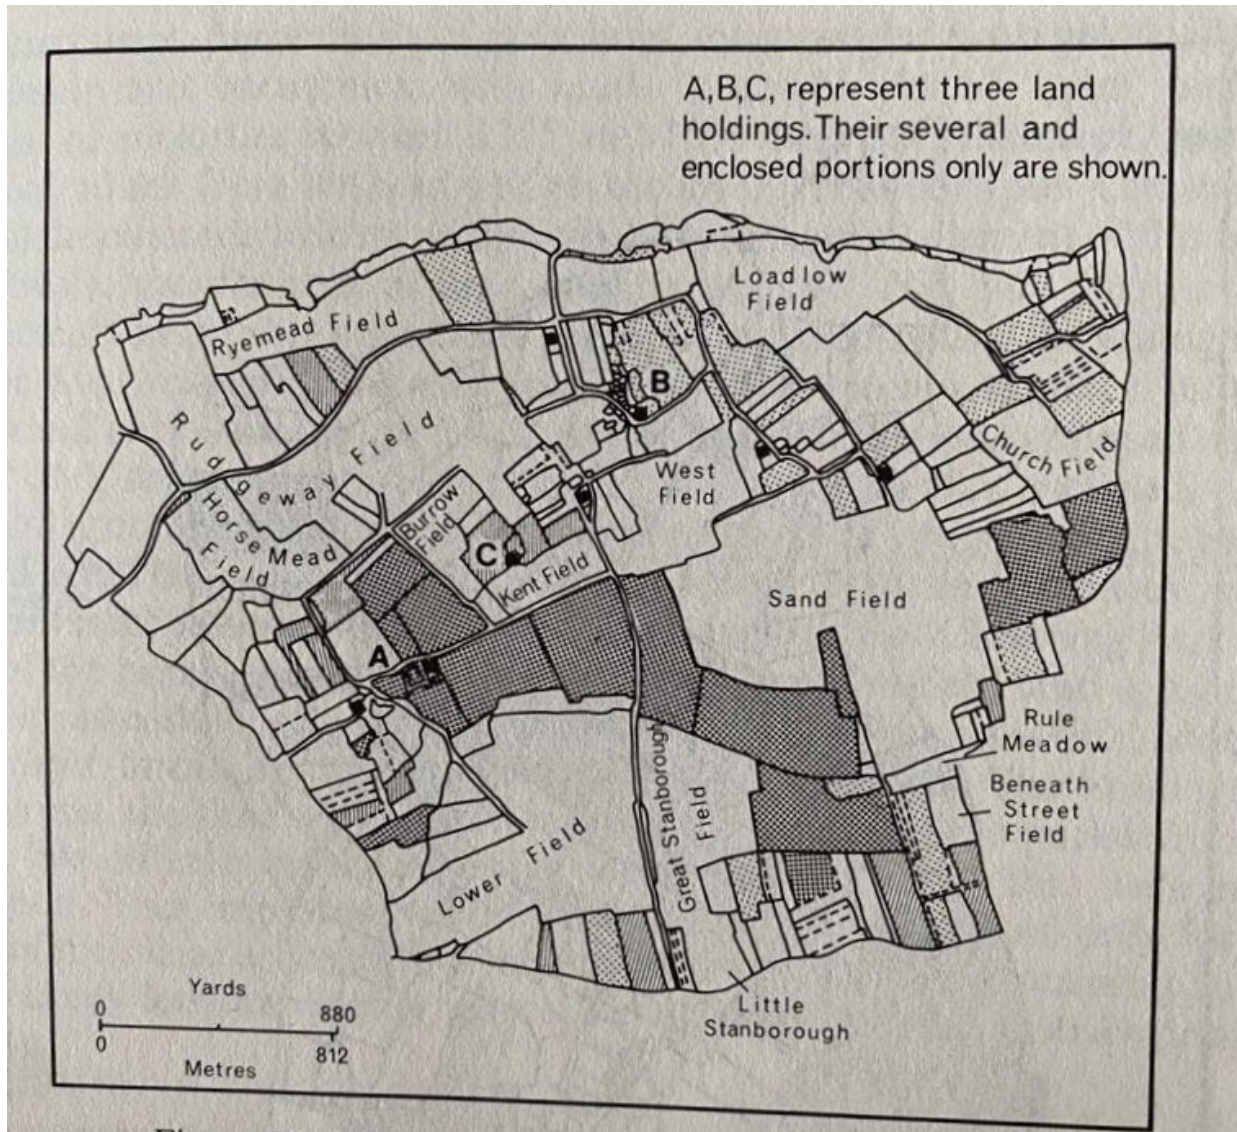 A,B,C, represent three land
holdings. Their several and
enclosed portions only are shown.
Loadlow
Field
Ryemead Field
B
Rudgeway Field
Church Field
West
Field
Horse Mead
Field
Burrow
Field
C
Kent Field
Sand Field
A
Rule
Meadow
Beneath
Street
Field
Great Stanborough
Field
Lower Field
Little
Stanborough
Yards
0 880
0 812
Metres